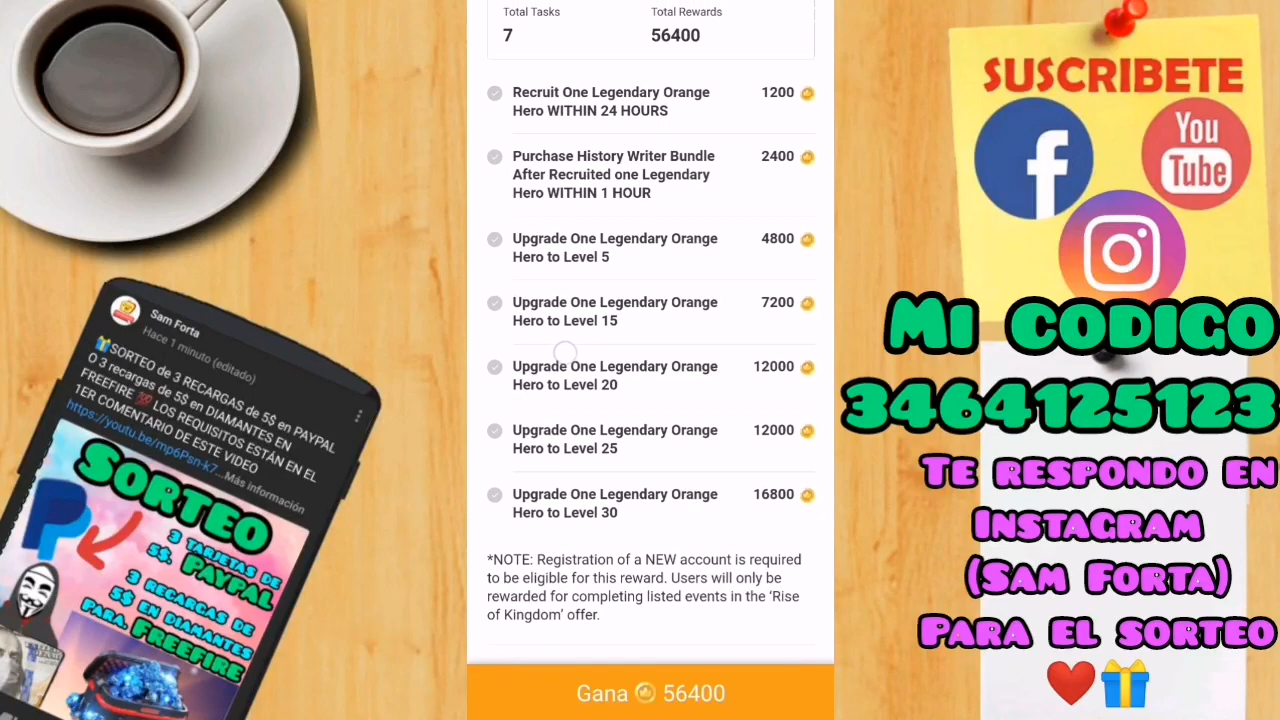 Total Tasks
Total Rewards
7
56400
Recruit One Legendary Orange
Hero WITHIN 24 HOURS
1200
Purchase History Writer Bundle
After Recruited one Legendary
Hero WITHIN 1 HOUR
2400
Upgrade One Legendary Orange
Hero to Level 5
4800
Upgrade One Legendary Orange
Hero to Level 15
7200
Upgrade One Legendary Orange
Hero to Level 20
12000
Upgrade One Legendary Orange
Hero to Level 25
12000
Upgrade One Legendary Orange
Hero to Level 30
16800
*NOTE: Registration of a NEW account is required
to be eligible for this reward. Users will only be
rewarded for completing listed events in the ‘Rise
of Kingdom’ offer.
Gana 56400
Sam Forta
Hace 1 minuto (editado)
SORTEO de 3 RECARGAS de 5$ en PAYPAL
O 3 recargas de 5$ en DIAMANTES EN
FREEFIRE 💯 LOS REQUISITOS ESTÁN EN EL
1ER COMENTARIO DE ESTE VIDEO
https://youtu.be/mp6Psn-k7...Más información
SORTEO
3 TARJETAS DE
5$. PAYPAL
3 RECARGAS DE
5$ EN DIAMANTES
PARA. FREEFIRE
SUSCRIBETE
f
You
Tube
MI CODIGO
3464125123
TE RESPONDO EN
INSTAGRAM
(SAM FORTA)
PARA EL SORTEO